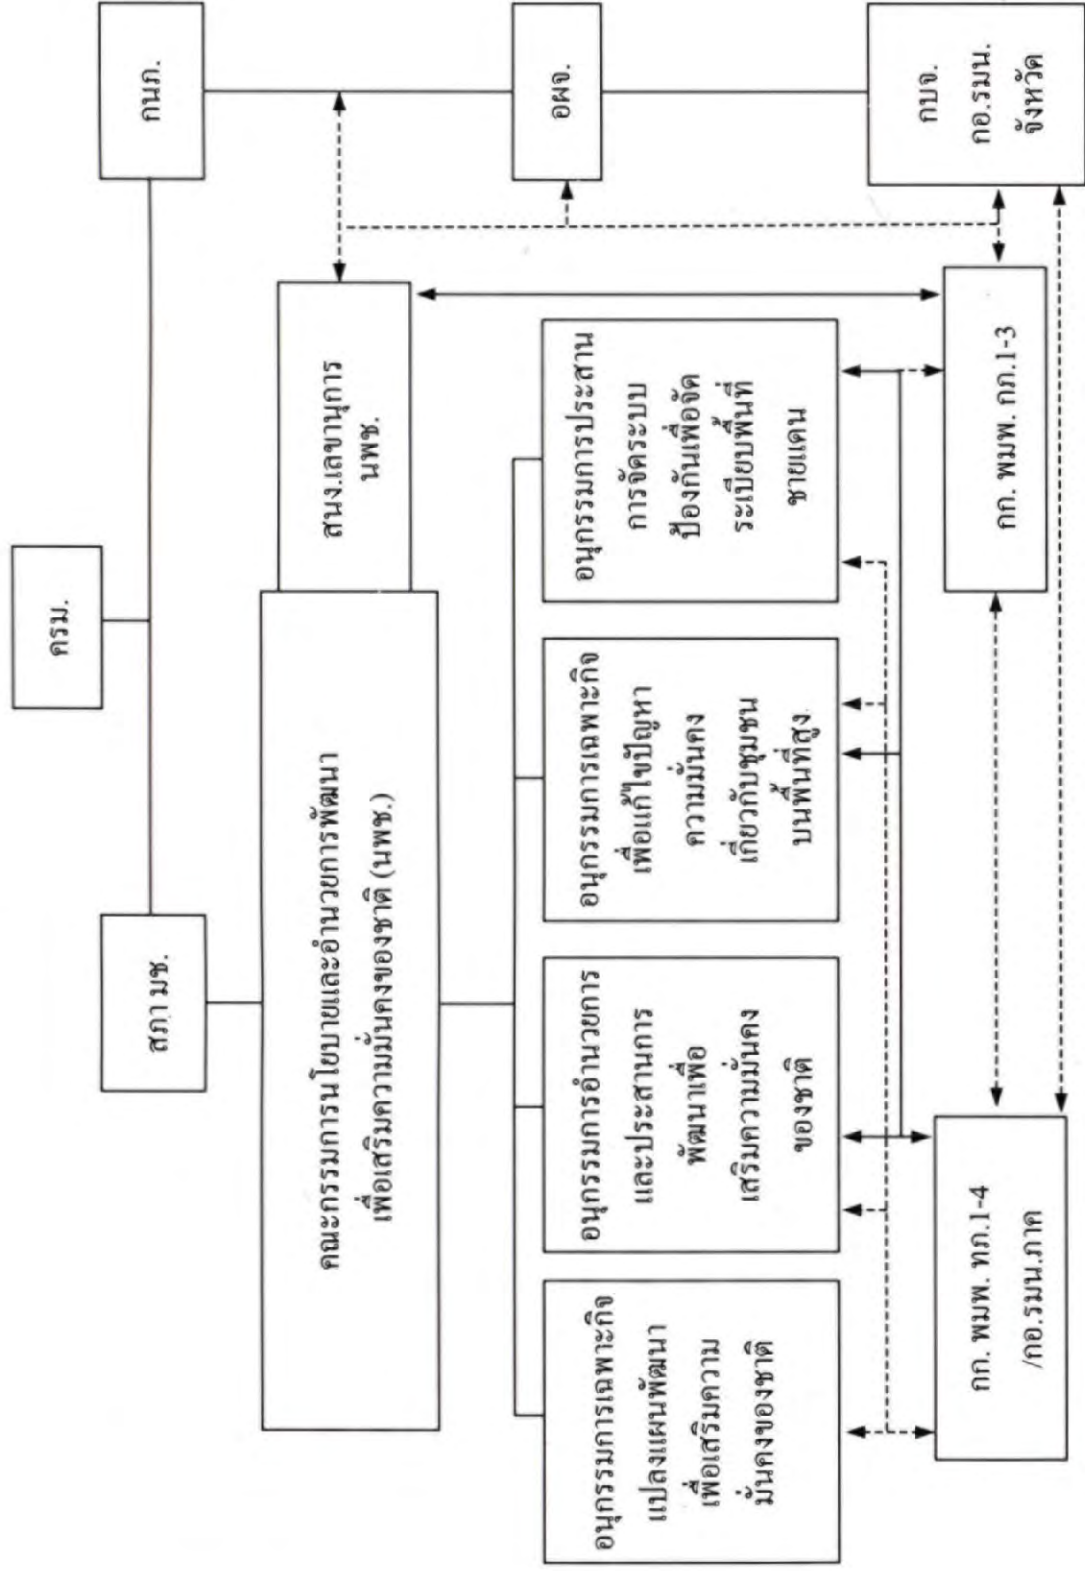 ครม.
สภา มช.
กนภ.
คณะกรรมการนโยบายและอำนวยการพัฒนา
เพื่อเสริมความมั่นคงของชาติ (นพช.)
สนง.เลขานุการ
นพช.
อผจ.
อนุกรรมการเฉพาะกิจ
แปลงแผนพัฒนา
เพื่อเสริมความ
มั่นคงของชาติ
อนุกรรมการอำนวยการ
และประสานการ
พัฒนาเพื่อ
เสริมความมั่นคง
ของชาติ
อนุกรรมการเฉพาะกิจ
เพื่อแก้ไขปัญหา
ความมั่นคง
เกี่ยวกับชุมชน
บนพื้นที่สูง
อนุกรรมการประสาน
การจัดระบบ
ป้องกันเพื่อจัด
ระเบียบพื้นที่
ชายแดน
กบจ.
กอ.รมน.
จังหวัด
กก. พมพ. ทภ.1-4
/กอ.รมน.ภาค
กก. พมพ. กภ.1-3